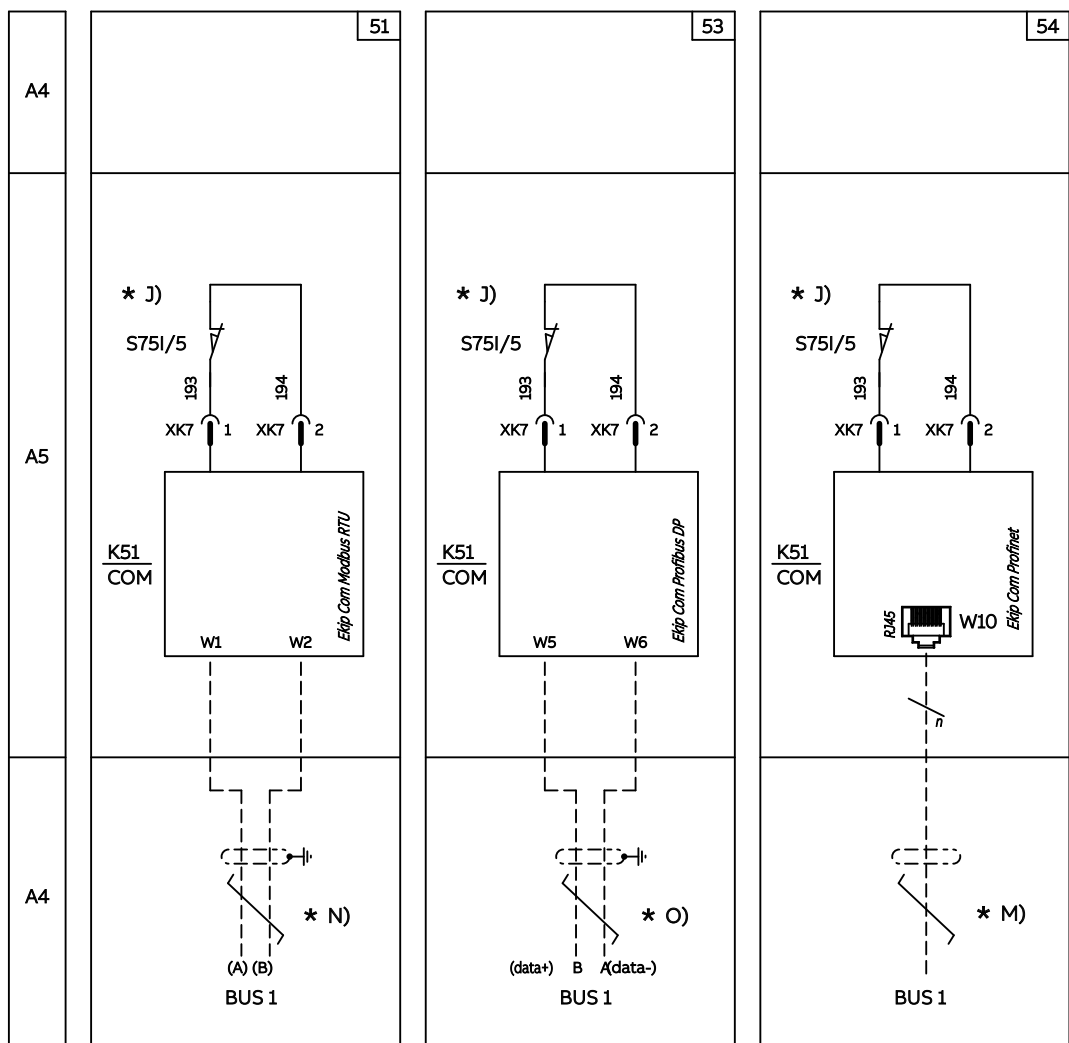 A4
A5
A4
51
* J)
S75I/5
193
194
XK7 1
XK7 2
K51
COM
Ekip Com Modbus RTU
W1
W2
* N)
(A) (B)
BUS 1
53
* J)
S75I/5
193
194
XK7 1
XK7 2
K51
COM
Ekip Com Profibus DP
W5
W6
* O)
(data+) B A(data-)
BUS 1
54
* J)
S75I/5
193
194
XK7 1
XK7 2
K51
COM
Ekip Com Profinet
RJ45
W10
n
* M)
BUS 1